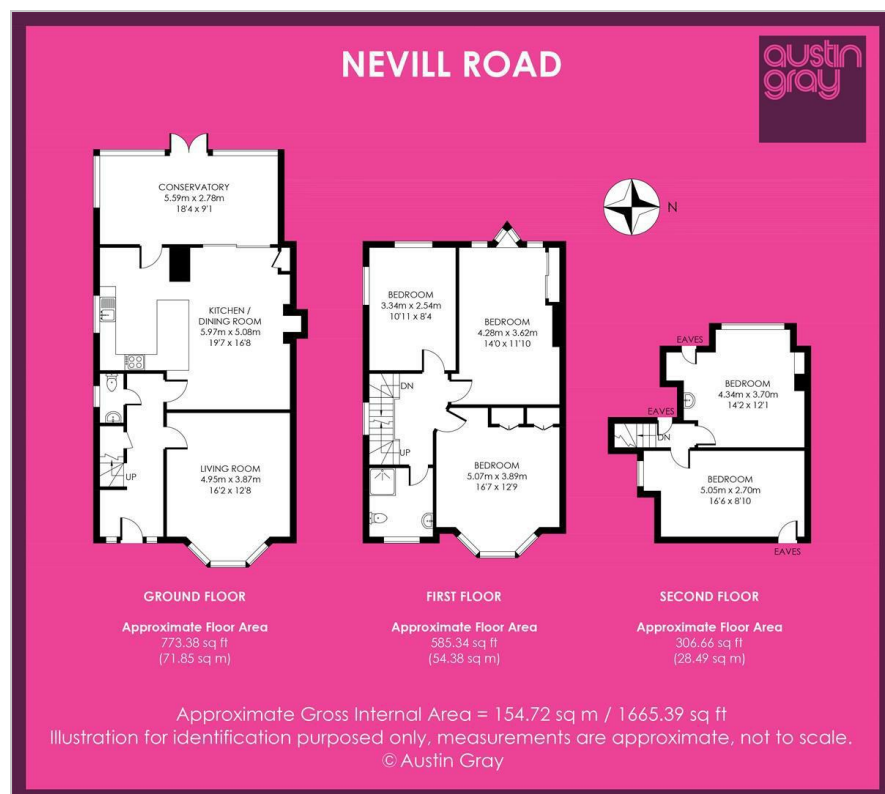 NEVILL ROAD
austin
gray
CONSERVATORY
5.59m x 2.78m
18'4 x 9'1
KITCHEN /
DINING ROOM
5.97m x 5.08m
19'7 x 16'8
UP
LIVING ROOM
4.95m x 3.87m
16'2 x 12'8
BEDROOM
3.34m x 2.54m
10'11 x 8'4
BEDROOM
4.28m x 3.62m
14'0 x 11'10
DN
UP
BEDROOM
5.07m x 3.89m
16'7 x 12'9
N
EAVES
BEDROOM
4.34m x 3.70m
14'2 x 12'1
EAVES
DN
BEDROOM
5.05m x 2.70m
16'6 x 8'10
EAVES
GROUND FLOOR
Approximate Floor Area
773.38 sq ft
(71.85 sq m)
FIRST FLOOR
Approximate Floor Area
585.34 sq ft
(54.38 sq m)
SECOND FLOOR
Approximate Floor Area
306.66 sq ft
(28.49 sq m)
Approximate Gross Internal Area = 154.72 sq m / 1665.39 sq ft
Illustration for identification purposed only, measurements are approximate, not to scale.
© Austin Gray